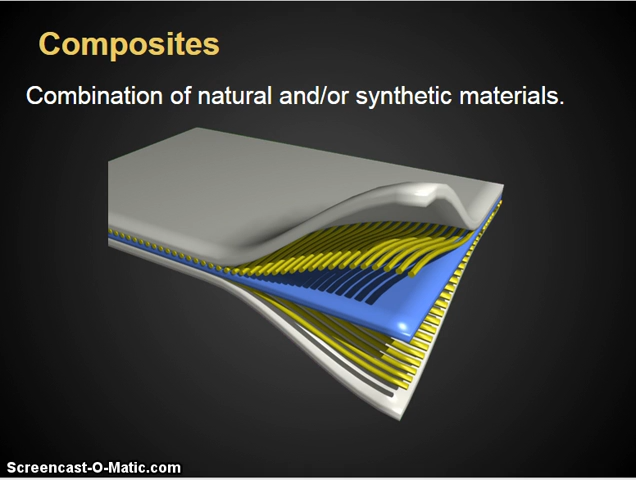 Composites
Combination of natural and/or synthetic materials.
Screencast-O-Matic.com